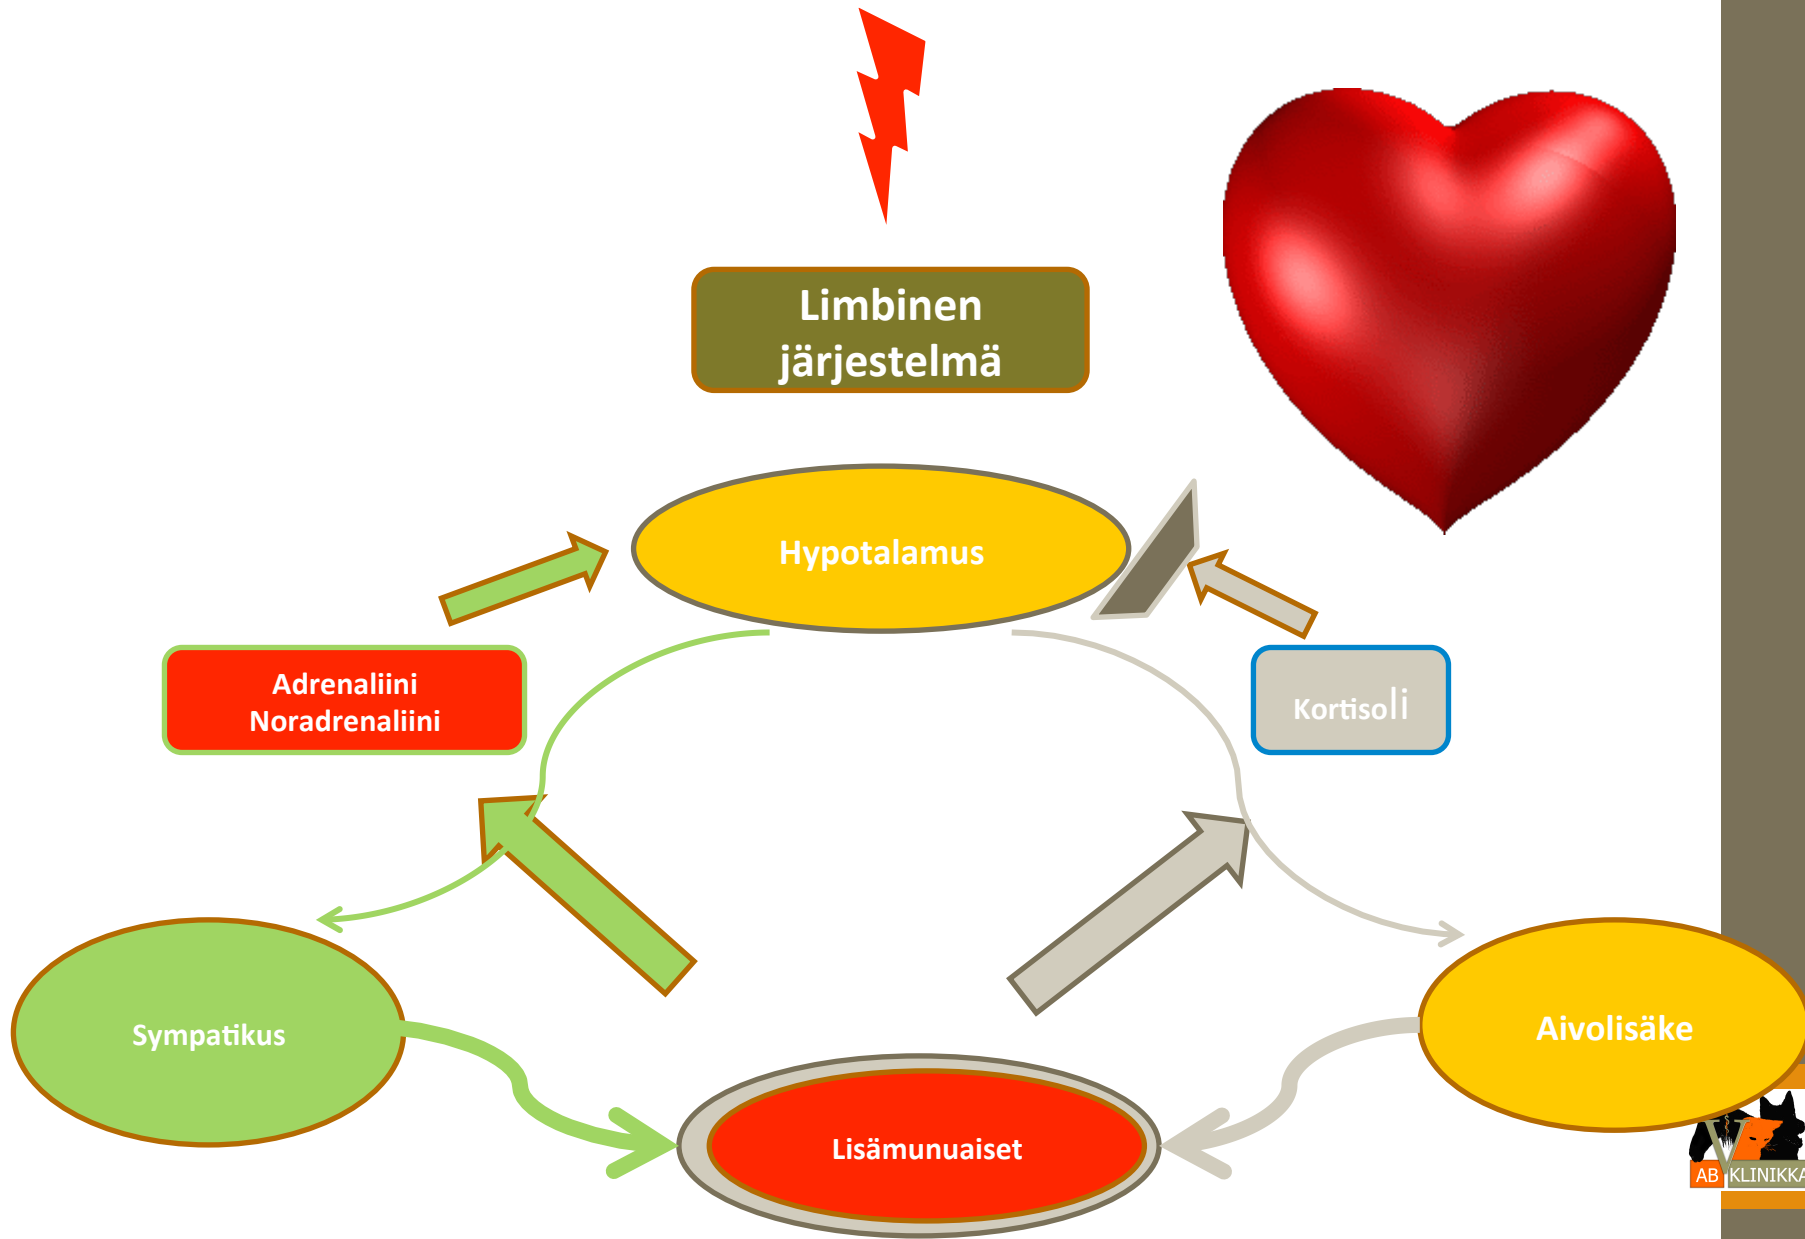 Limbinen
järjestelmä
Hypotalamus
Adrenaliini
Noradrenaliini
Kortisoli
Sympatikus
Aivolisäke
Lisämunuaiset
V
AB KLINIKKA